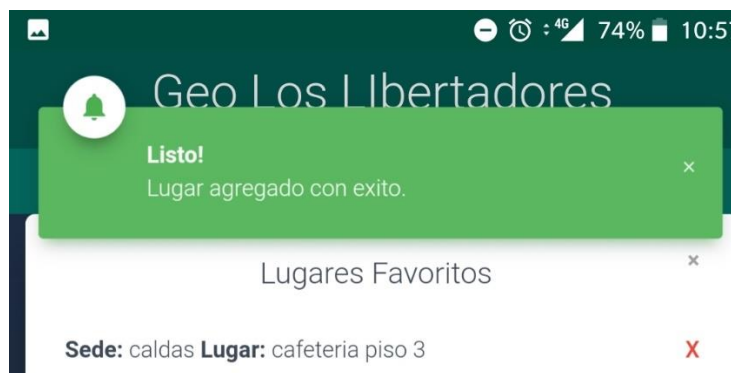 4G 74% 10:57
Geo Los LIbertadores
Listo!
×
Lugar agregado con exito.
Lugares Favoritos
×
Sede: caldas Lugar: cafeteria piso 3 X